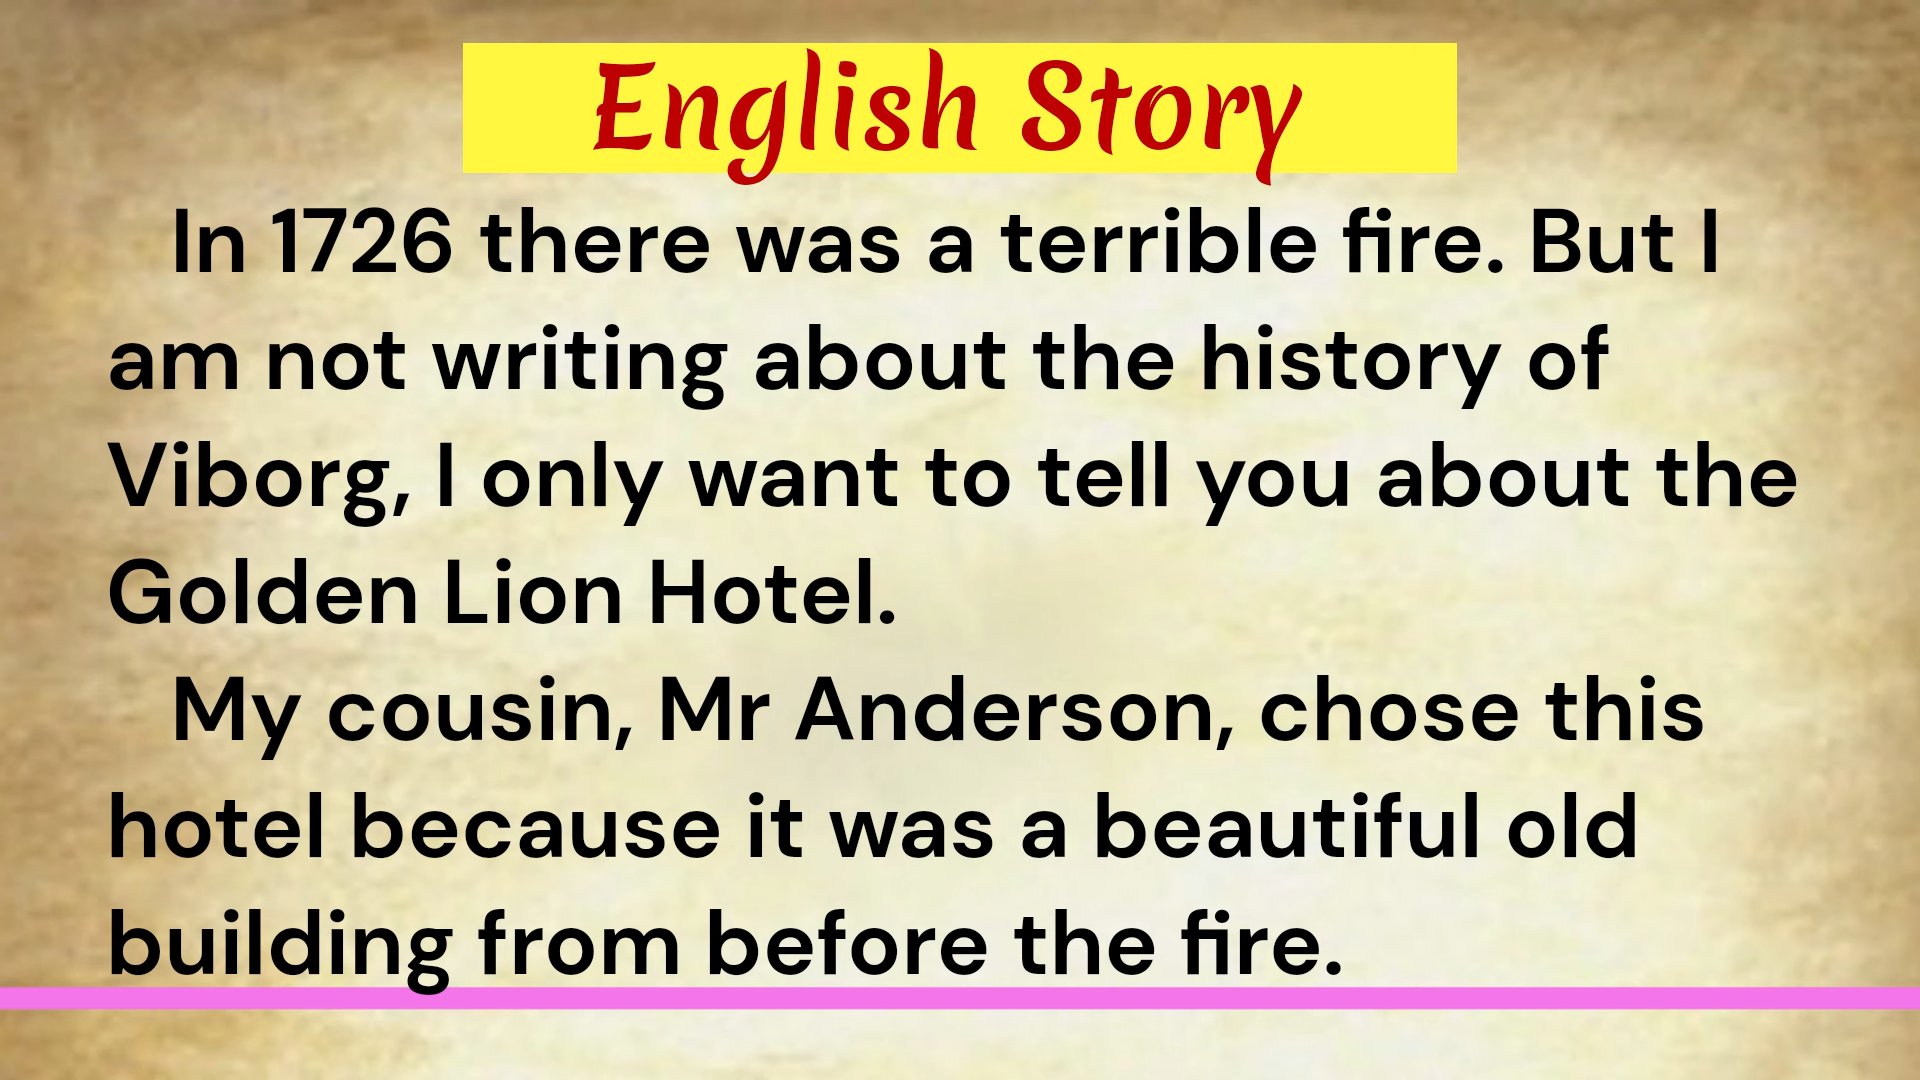 English Story
In 1726 there was a terrible fire. But I
am not writing about the history of
Viborg, I only want to tell you about the
Golden Lion Hotel.
My cousin, Mr Anderson, chose this
hotel because it was a beautiful old
building from before the fire.